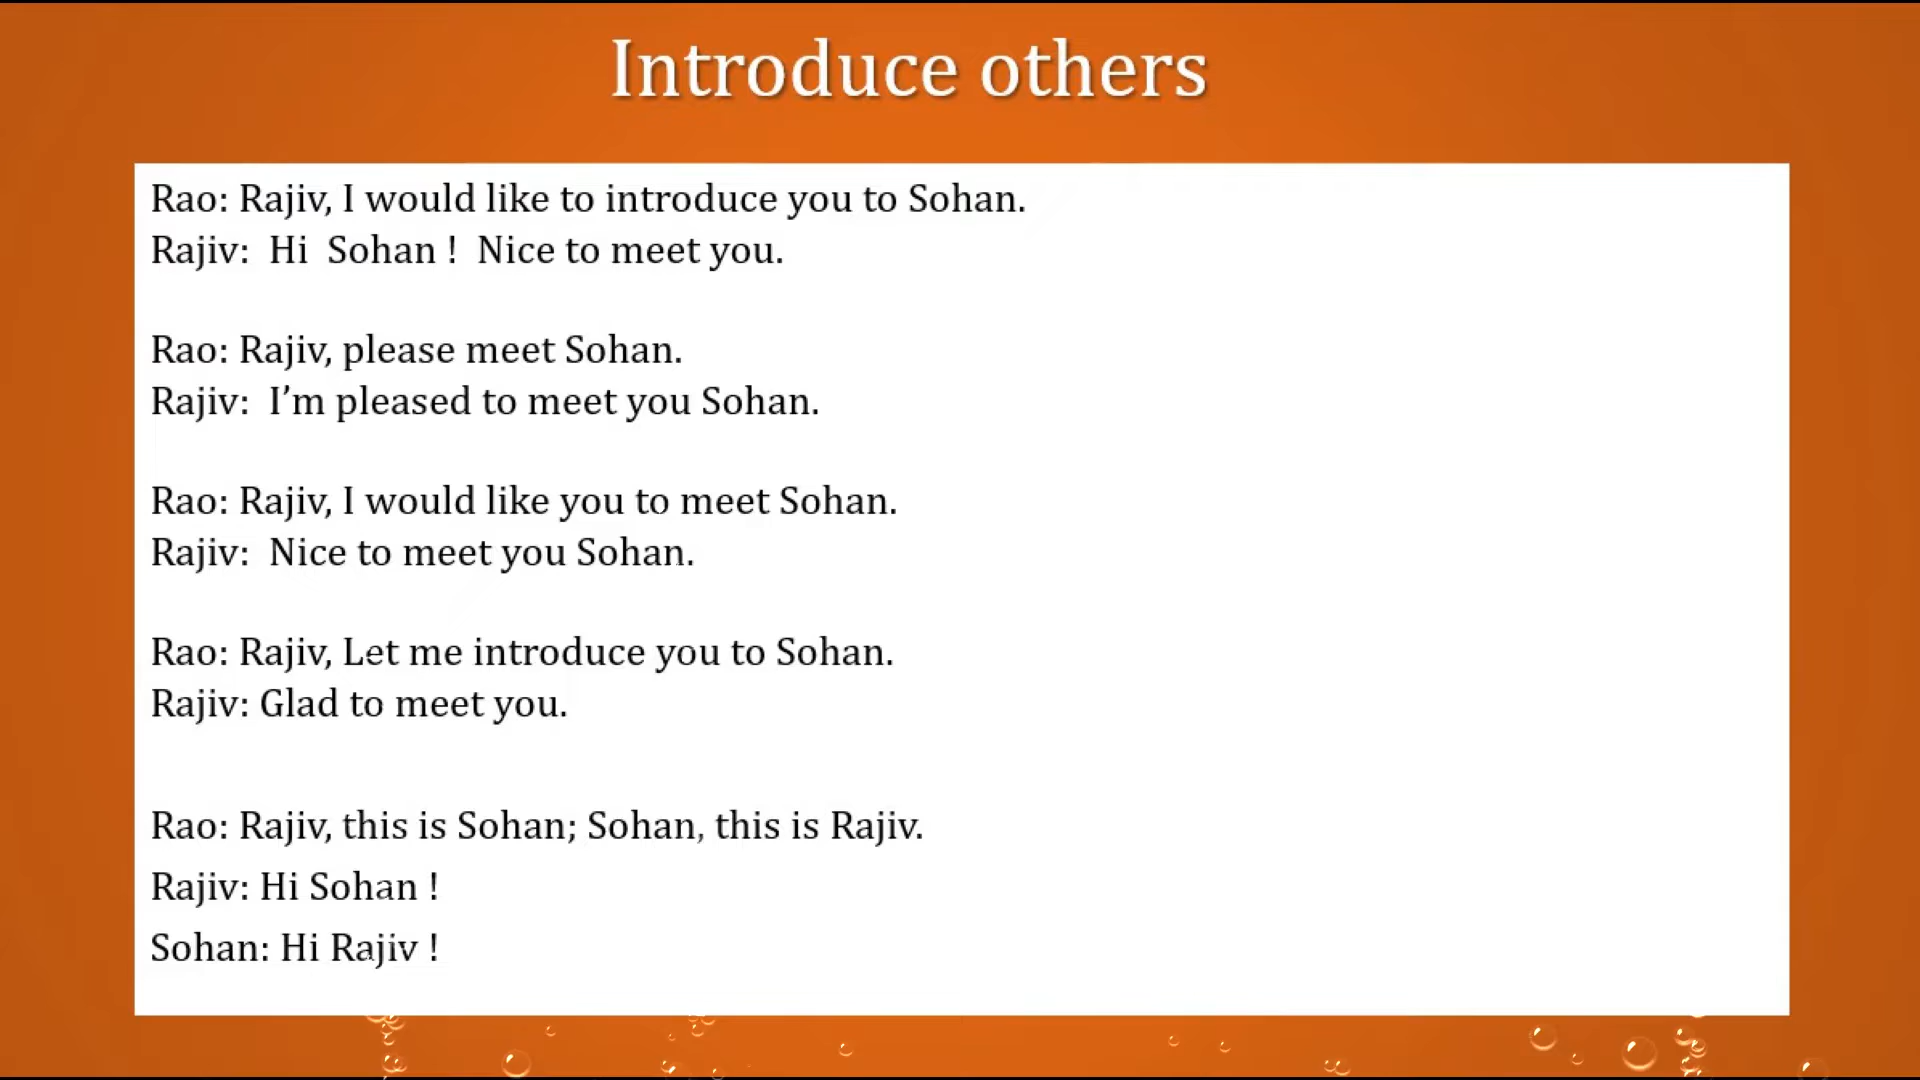 Introduce others
Rao: Rajiv, I would like to introduce you to Sohan.
Rajiv:  Hi  Sohan !  Nice to meet you.
Rao: Rajiv, please meet Sohan.
Rajiv:  I’m pleased to meet you Sohan.
Rao: Rajiv, I would like you to meet Sohan.
Rajiv:  Nice to meet you Sohan.
Rao: Rajiv, Let me introduce you to Sohan.
Rajiv: Glad to meet you.
Rao: Rajiv, this is Sohan; Sohan, this is Rajiv.
Rajiv: Hi Sohan !
Sohan: Hi Rajiv !